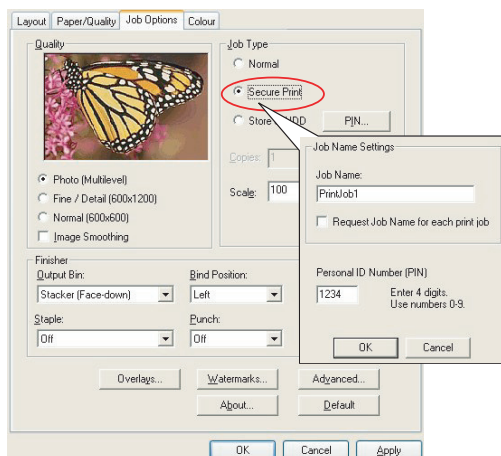 Layout Paper/Quality Job Options Colour
Quality
Photo (Multilevel)
Fine / Detail (600x1200)
Normal (600x600)
Image Smoothing
Job Type
Normal
Secure Print
Store
DD
PIN...
Copies: 1
Scale: 100
Job Name Settings
Job Name:
PrintJob1
Request Job Name for each print job
Personal ID Number (PIN)
1234
Enter 4 digits.
Use numbers 0-9.
OK Cancel
Finisher
Output Bin:
Stacker (Face-down)
Bind Position:
Left
Staple:
Off
Punch:
Off
Overlays... Watermarks... Advanced...
About... Default
OK Cancel Apply